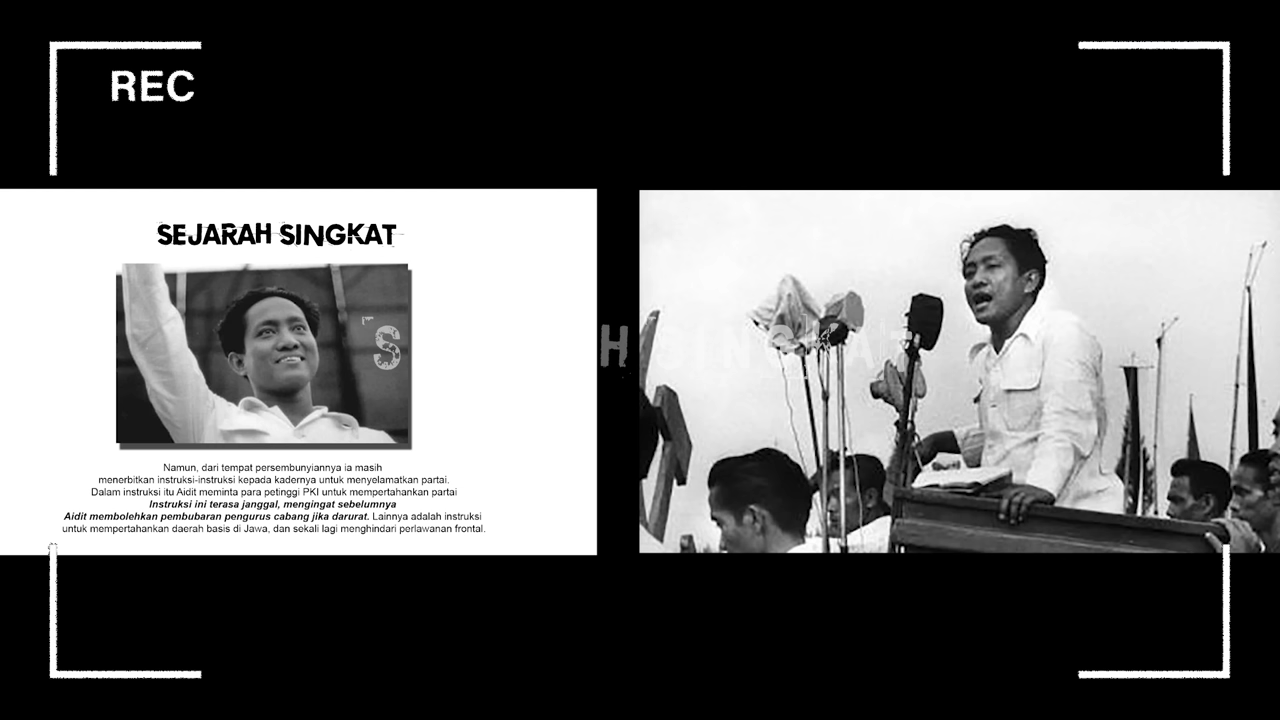 REC
SEJARAH SINGKAT
Namun, dari tempat persembunyiannya ia masih
menerbitkan instruksi-instruksi kepada kadernya untuk menyelamatkan partai.
Dalam instruksi itu Aidit meminta para petinggi PKI untuk mempertahankan partai
Instruksi ini terasa janggal, mengingat sebelumnya
Aidit membolehkan pembubaran pengurus cabang jika darurat. Lainnya adalah instruksi
untuk mempertahankan daerah basis di Jawa, dan sekali lagi menghindari perlawanan frontal.
S H SINGKAT